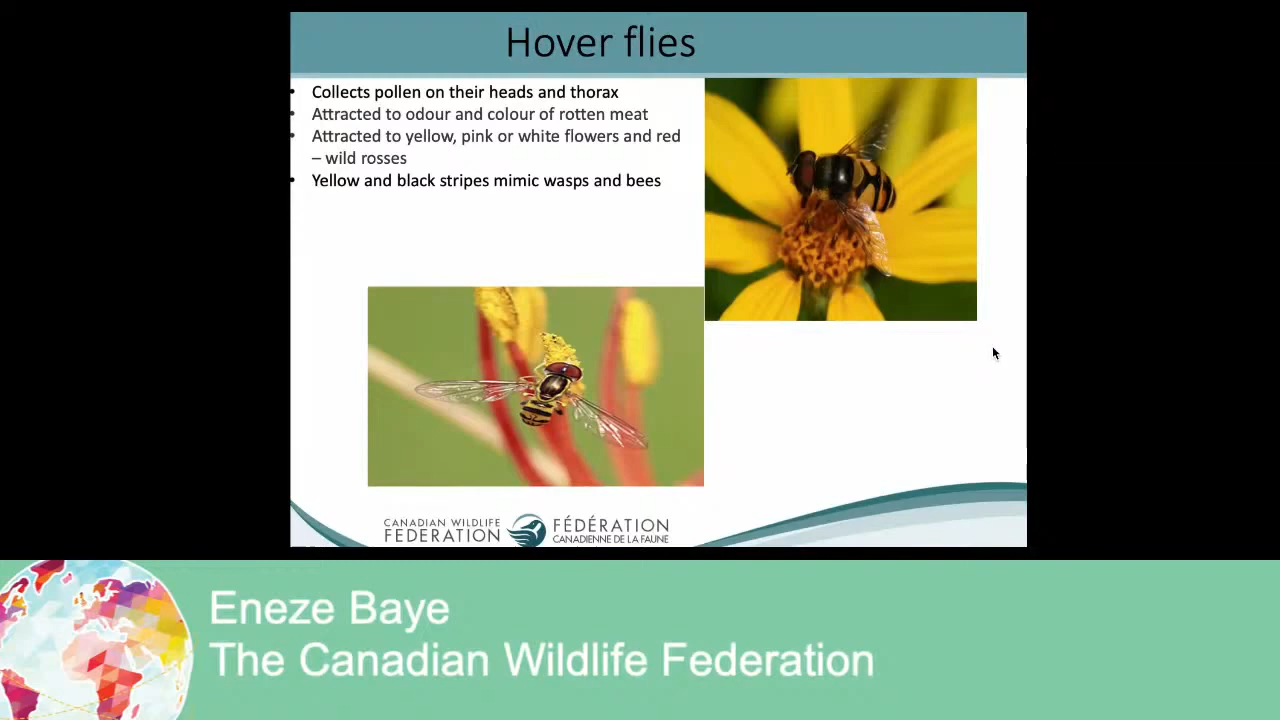 Hover flies
• Collects pollen on their heads and thorax
• Attracted to odour and colour of rotten meat
• Attracted to yellow, pink or white flowers and red
– wild rosses
• Yellow and black stripes mimic wasps and bees
CANADIAN WILDLIFE
FEDERATION
FÉDÉRATION
CANADIENNE DE LA FAUNE
Eneze Baye
The Canadian Wildlife Federation